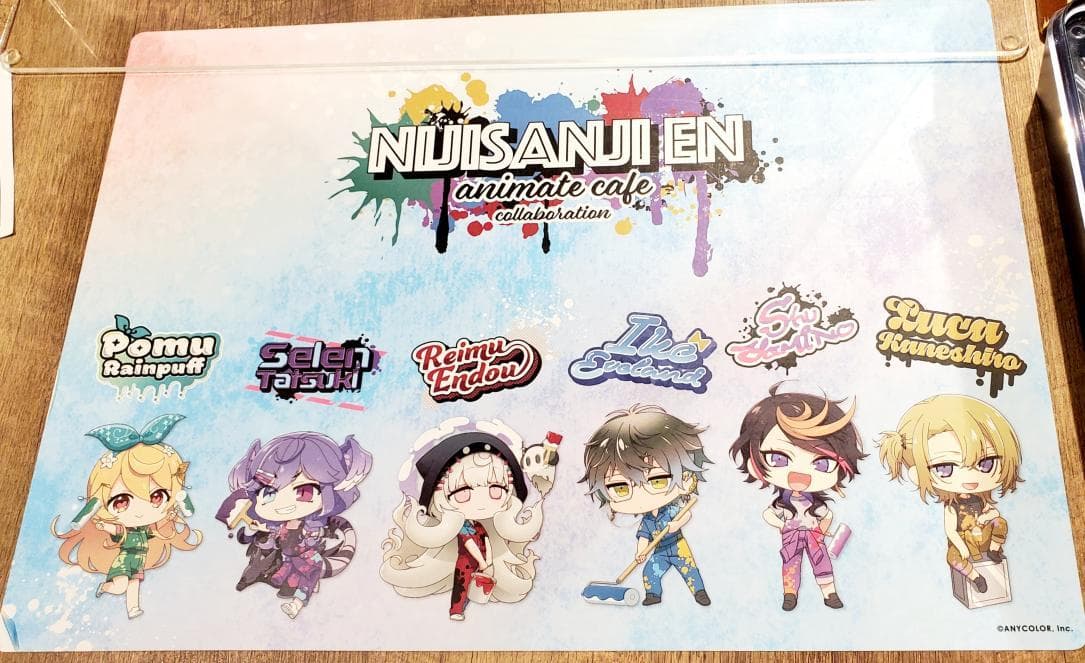 NIJISANJI EN
animate cafe
collaboration
Pomu
Rainpuff
Selen
Tatsuki
Reimu
Endou
Ike
Eveland
Shu
Yamino
Luca
Kaneshiro
©ANYCOLOR, Inc.